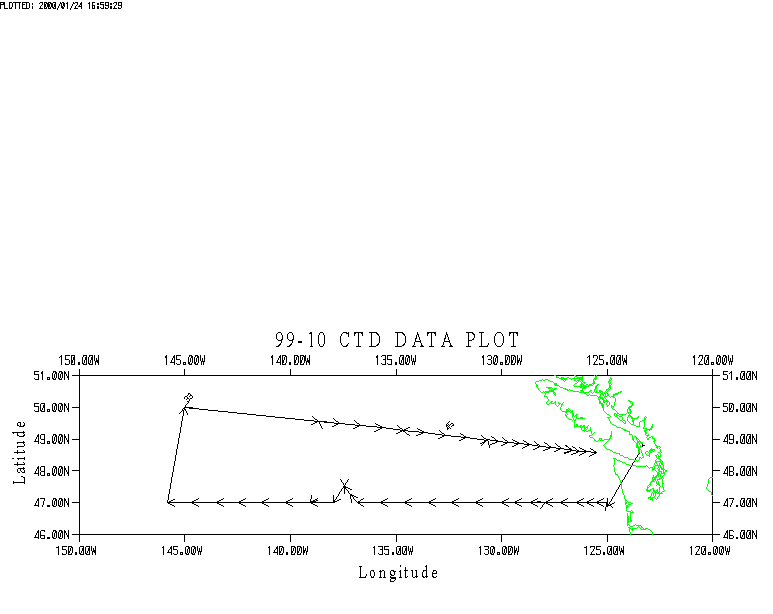 PLOTTED: 2000/01/24 16:59:29
99-10 CTD DATA PLOT
150.00W 145.00W 140.00W 135.00W 130.00W 125.00W 120.00W
51.00N 51.00N
50.00N 50.00N
49.00N 49.00N
48.00N 48.00N
47.00N 47.00N
46.00N 46.00N
Latitude
150.00W 145.00W 140.00W 135.00W 130.00W 125.00W 120.00W
Longitude